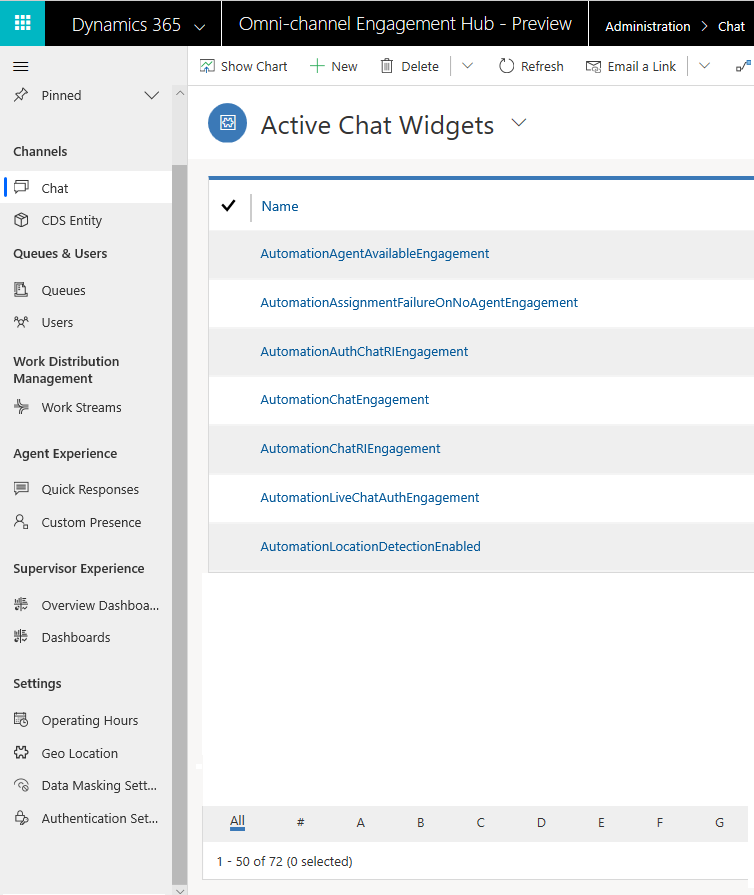 Dynamics 365
Omni-channel Engagement Hub - Preview
Administration > Chat
Show Chart
New
Delete
Refresh
Email a Link
Pinned
Channels
Chat
CDS Entity
Queues & Users
Queues
Users
Work Distribution
Management
Work Streams
Agent Experience
Quick Responses
Custom Presence
Supervisor Experience
Overview Dashboa...
Dashboards
Settings
Operating Hours
Geo Location
Data Masking Sett...
Authentication Set...
Active Chat Widgets
Name
AutomationAgentAvailableEngagement
AutomationAssignmentFailureOnNoAgentEngagement
AutomationAuthChatRIEngagement
AutomationChatEngagement
AutomationChatRIEngagement
AutomationLiveChatAuthEngagement
AutomationLocationDetectionEnabled
All # A B C D E F G
1 - 50 of 72 (0 selected)